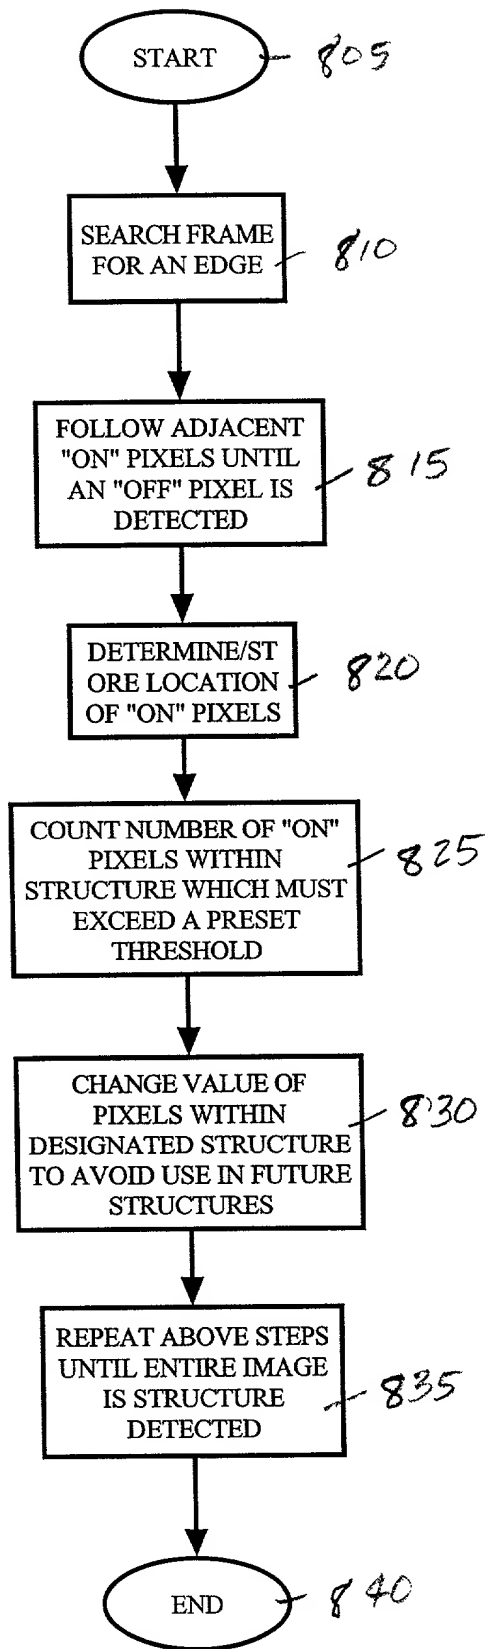 START 805
SEARCH FRAME
FOR AN EDGE 810
FOLLOW ADJACENT
"ON" PIXELS UNTIL
AN "OFF" PIXEL IS 815
DETECTED
DETERMINE/ST
ORE LOCATION 820
OF "ON" PIXELS
COUNT NUMBER OF "ON"
PIXELS WITHIN 825
STRUCTURE WHICH MUST
EXCEED A PRESET
THRESHOLD
CHANGE VALUE OF
PIXELS WITHIN 830
DESIGNATED STRUCTURE
TO AVOID USE IN FUTURE
STRUCTURES
REPEAT ABOVE STEPS
UNTIL ENTIRE IMAGE 835
IS STRUCTURE
DETECTED
END 840